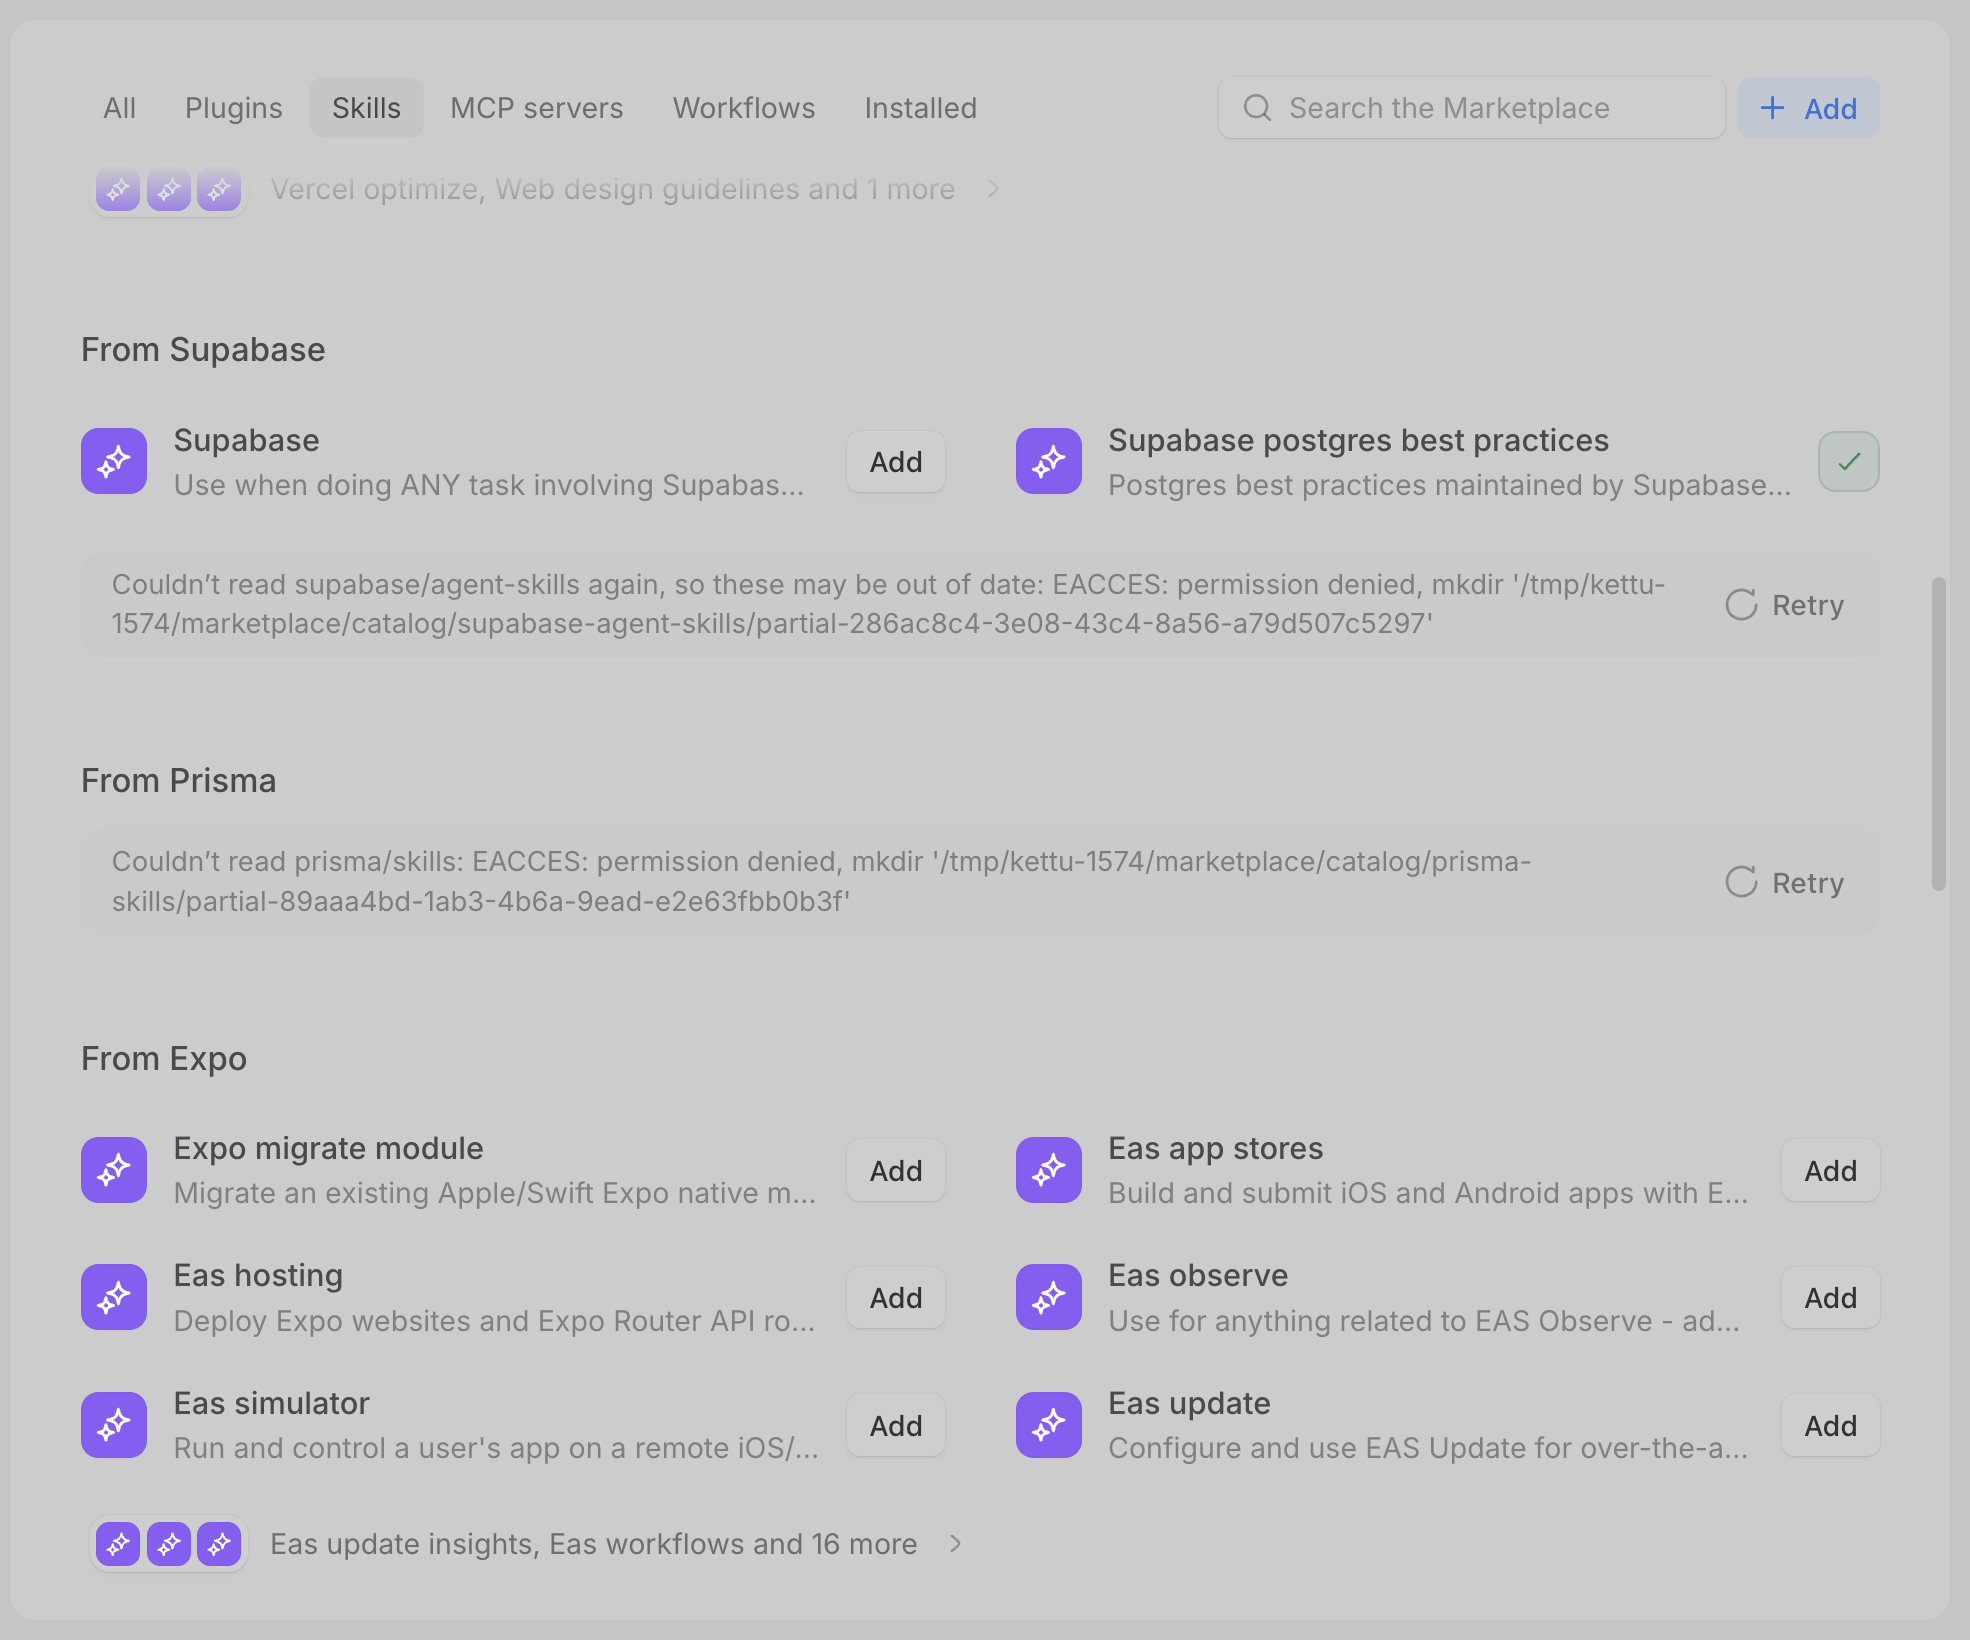 All
Plugins
Skills
MCP servers
Workflows
Installed
Search the Marketplace
Add
Vercel optimize, Web design guidelines and 1 more
From Supabase
Supabase
Use when doing ANY task involving Supabas...
Add
Supabase postgres best practices
Postgres best practices maintained by Supabase...
Couldn’t read supabase/agent-skills again, so these may be out of date: EACCES: permission denied, mkdir '/tmp/kettu-
1574/marketplace/catalog/supabase-agent-skills/partial-286ac8c4-3e08-43c4-8a56-a79d507c5297'
Retry
From Prisma
Couldn’t read prisma/skills: EACCES: permission denied, mkdir '/tmp/kettu-1574/marketplace/catalog/prisma-
skills/partial-89aaa4bd-1ab3-4b6a-9ead-e2e63fbb0b3f'
Retry
From Expo
Expo migrate module
Migrate an existing Apple/Swift Expo native m...
Add
Eas app stores
Build and submit iOS and Android apps with E...
Add
Eas hosting
Deploy Expo websites and Expo Router API ro...
Add
Eas observe
Use for anything related to EAS Observe - ad...
Add
Eas simulator
Run and control a user's app on a remote iOS/...
Add
Eas update
Configure and use EAS Update for over-the-a...
Add
Eas update insights, Eas workflows and 16 more